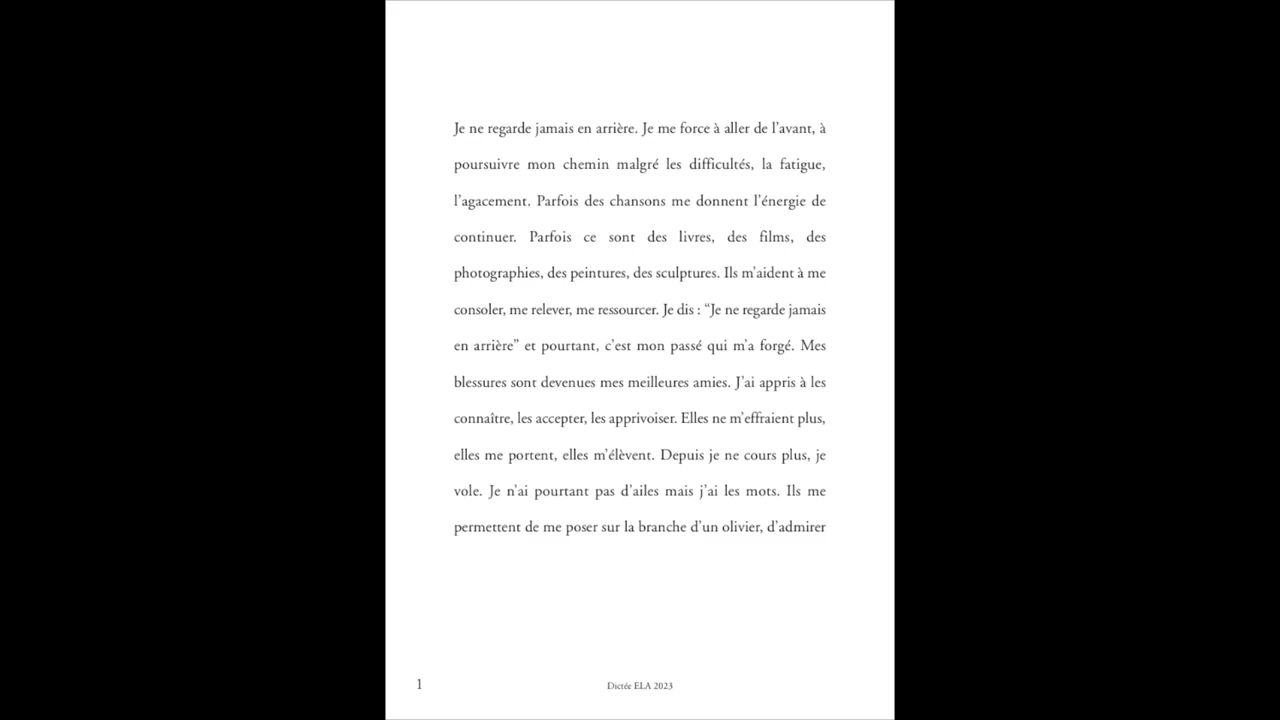 Je ne regarde jamais en arrière. Je me force à aller de l’avant, à
poursuivre mon chemin malgré les difficultés, la fatigue,
l’agacement. Parfois des chansons me donnent l’énergie de
continuer. Parfois ce sont des livres, des films, des
photographies, des peintures, des sculptures. Ils m’aident à me
consoler, me relever, me ressourcer. Je dis : “Je ne regarde jamais
en arrière” et pourtant, c’est mon passé qui m’a forgé. Mes
blessures sont devenues mes meilleures amies. J’ai appris à les
connaître, les accepter, les apprivoiser. Elles ne m’effraient plus,
elles me portent, elles m’élèvent. Depuis je ne cours plus, je
vole. Je n’ai pourtant pas d’ailes mais j’ai les mots. Ils me
permettent de me poser sur la branche d’un olivier, d’admirer
1
Dictée ELA 2023